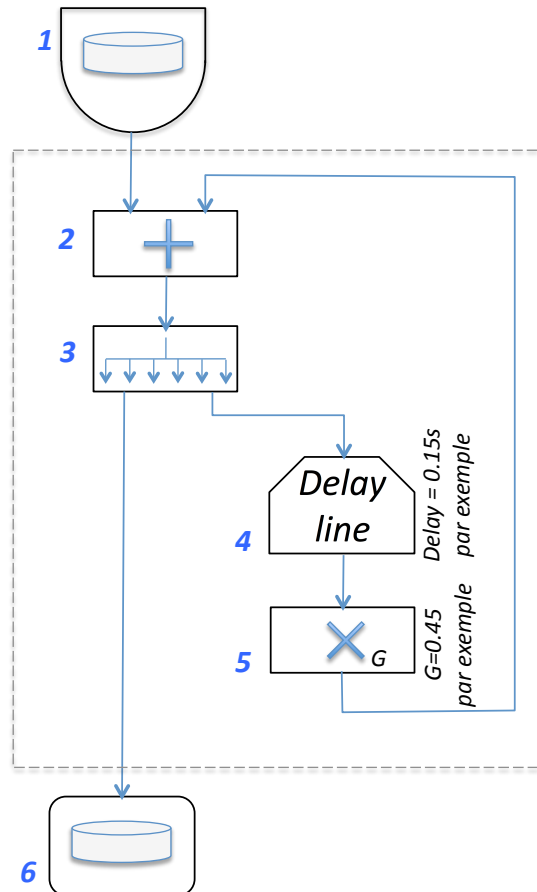 1
2
3
Delay
line
4
Delay = 0.15s
par exemple
G
5
G=0.45
par exemple
6